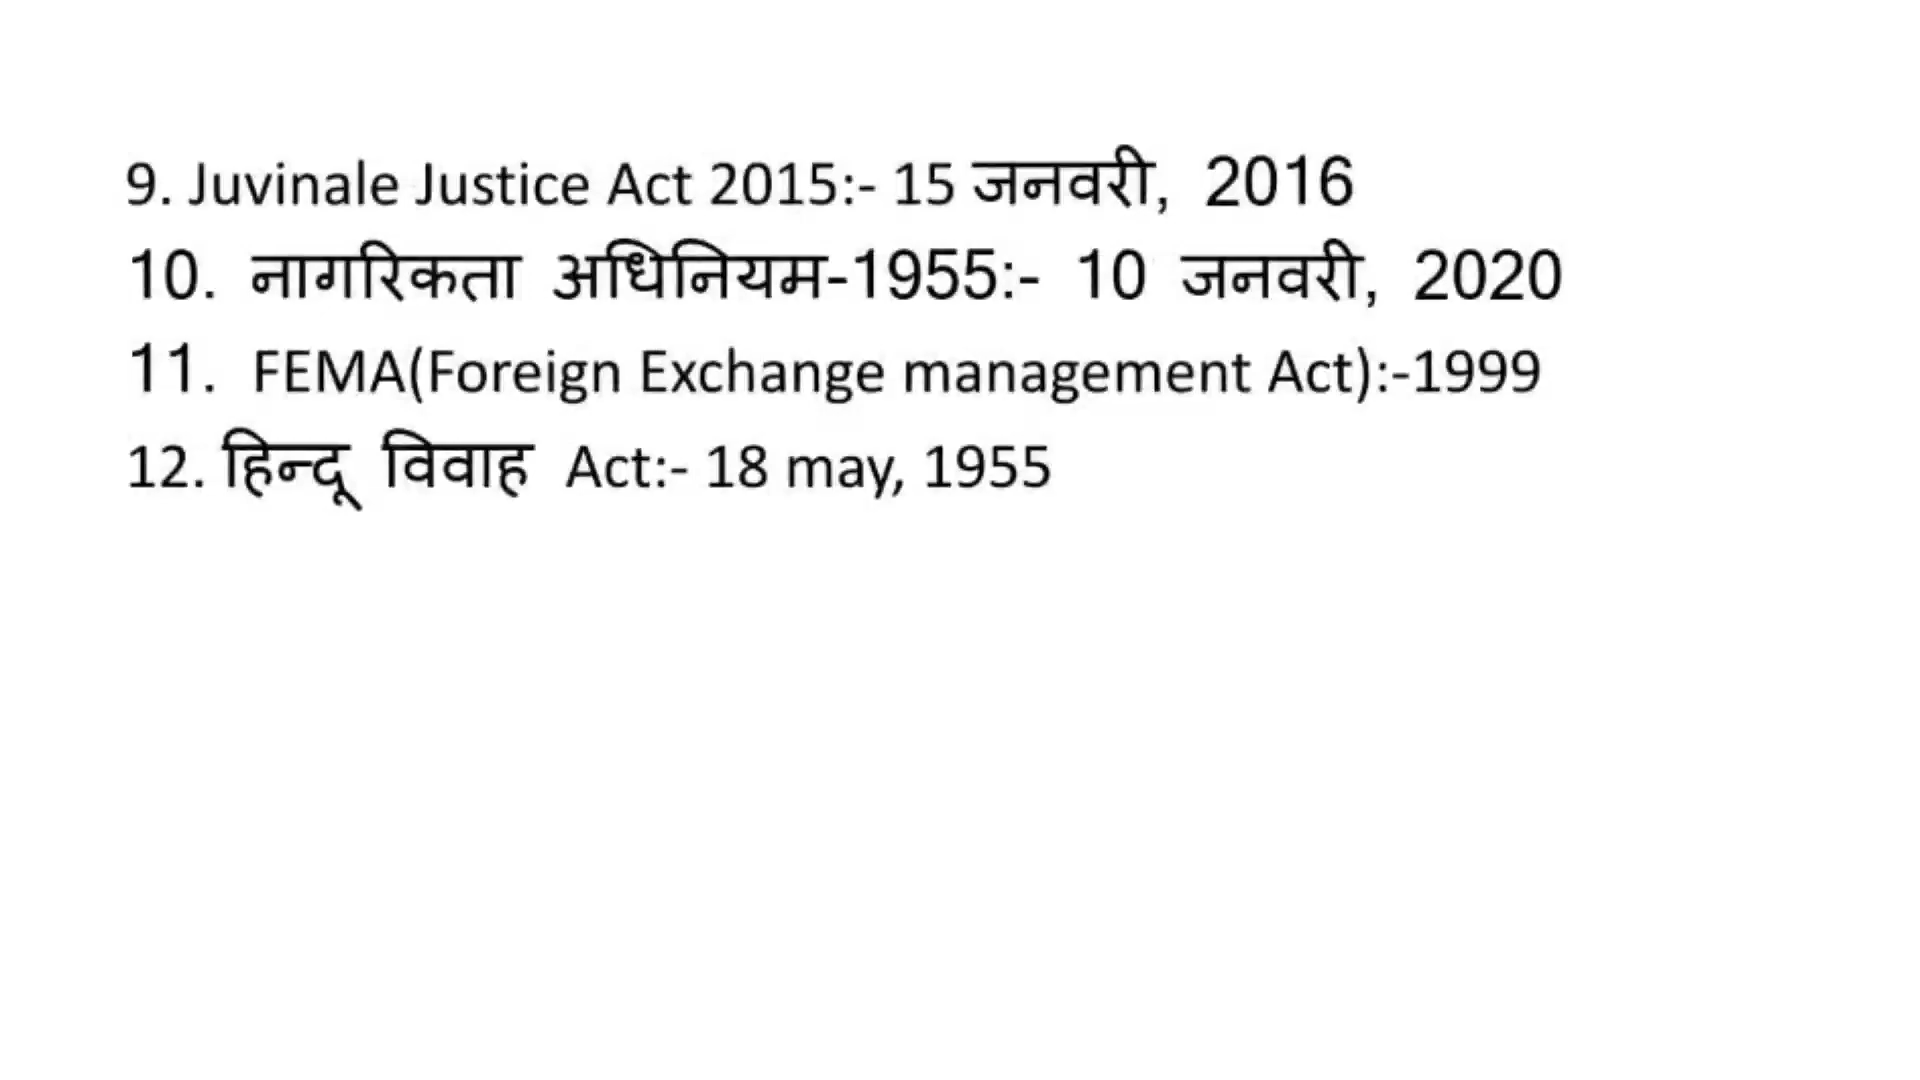 9. Juvinale Justice Act 2015:- 15 जनवरी, 2016
10. नागरिकता अधिनियम-1955:- 10 जनवरी, 2020
11. FEMA(Foreign Exchange management Act):-1999
12. हिन्दू विवाह Act:- 18 may, 1955